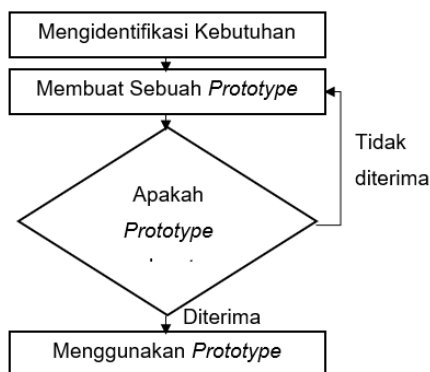 Mengidentifikasi Kebutuhan
Membuat Sebuah Prototype
Tidak
diterima
Apakah
Prototype
Diterima
Menggunakan Prototype